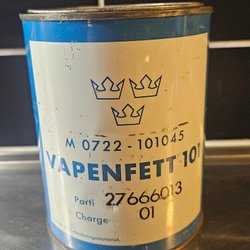 M 0722 - 101045
VAPENFETT 101
Parti 27666013
Charge 01